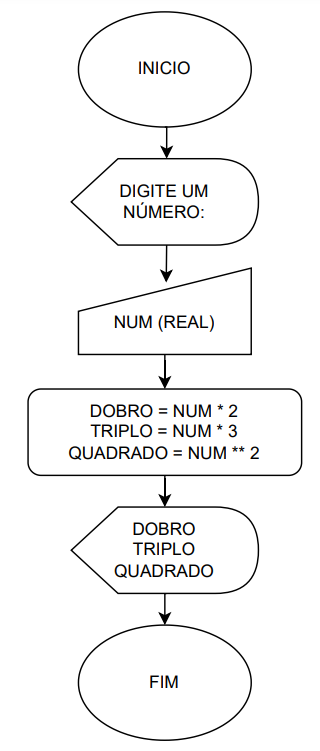 INICIO
DIGITE UM
NÚMERO:
NUM (REAL)
DOBRO = NUM * 2
TRIPLO = NUM * 3
QUADRADO = NUM ** 2
DOBRO
TRIPLO
QUADRADO
FIM